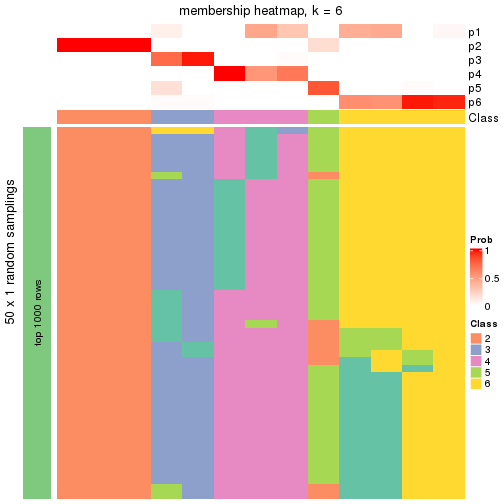 membership heatmap, k = 6
p1
p2
p3
p4
p5
p6
Class
50 x 1 random samplings
top 1000 rows
Prob
1
0.5
0
Class
2
3
4
5
6